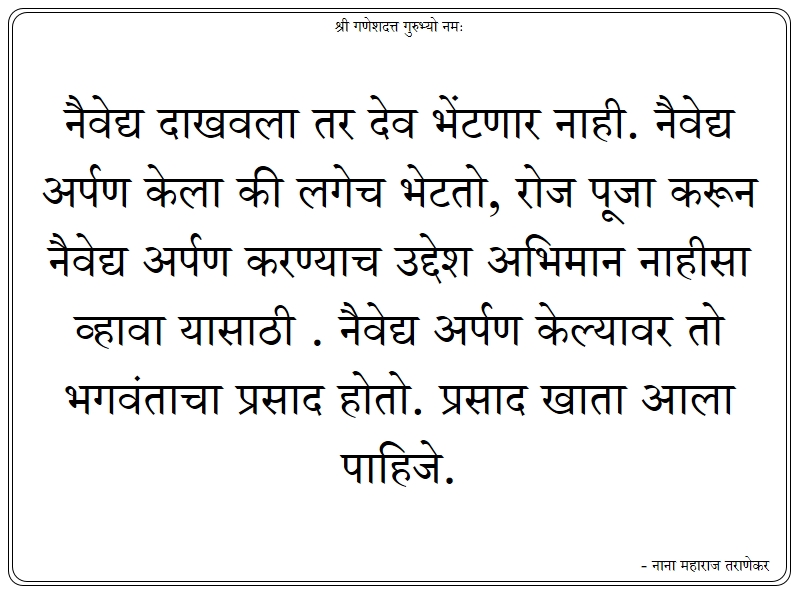 श्री गणेशदत्त गुरुभ्यो नमः
नैवेद्य दाखवला तर देव भेंटणार नाही. नैवेद्य
अर्पण केला की लगेच भेटतो, रोज पूजा करून
नैवेद्य अर्पण करण्याच उद्देश अभिमान नाहीसा
व्हावा यासाठी . नैवेद्य अर्पण केल्यावर तो
भगवंताचा प्रसाद होतो. प्रसाद खाता आला
पाहिजे.
- नाना महाराज तराणेकर